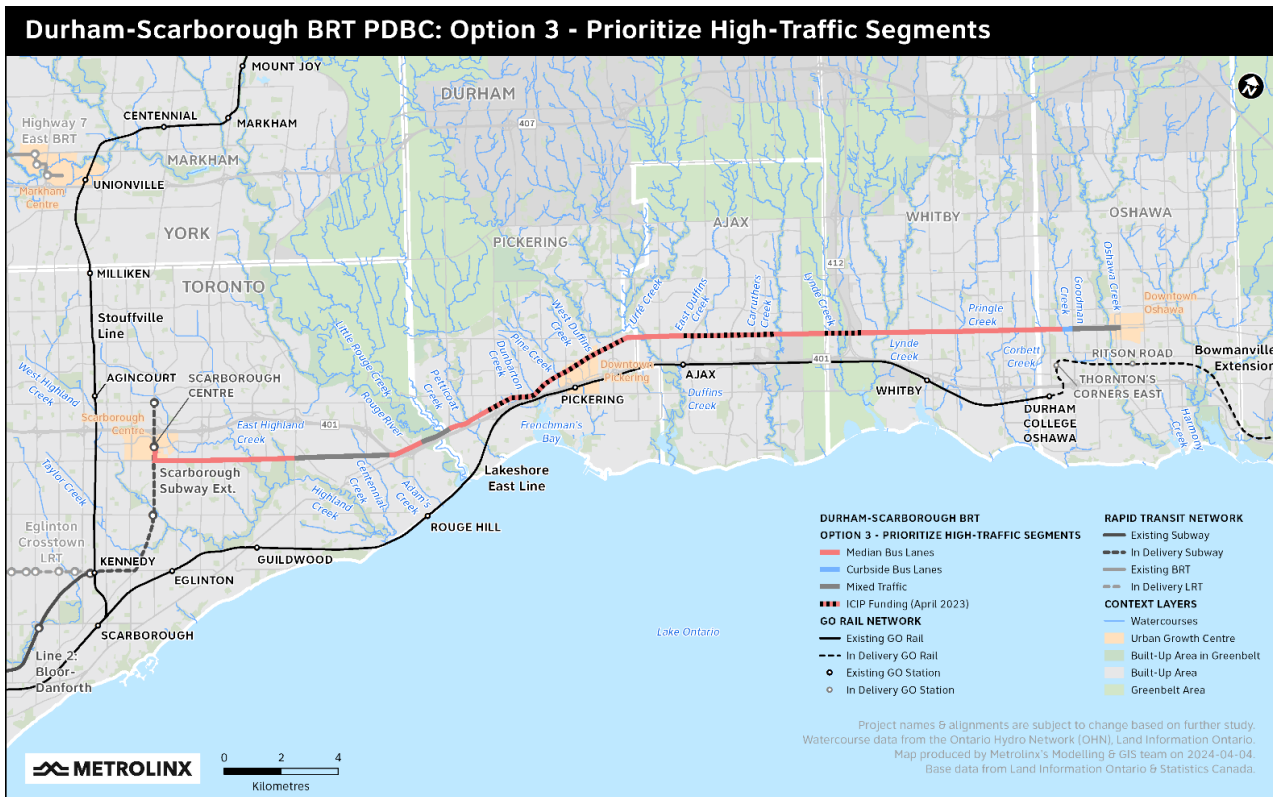 Durham-Scarborough BRT PDBC: Option 3 - Prioritize High-Traffic Segments
MOUNT JOY
DURHAM
CENTENNIAL
MARKHAM
Highway 7
East BRT
407
MARKHAM
UNIONVILLE
Markham
Centre
YORK
PICKERING
AJAX
WHITBY
OSHAWA
MILLIKEN
412
TORONTO
Stouffville
Line
Little Rouge Creek
Rouge River
Petticoat
Creek
Dunbarton
Creek
Pine Creek
West Duffins
Creek
Urfé Creek
East Duffins
Creek
Carruthers
Creek
Lynde Creek
Pringle
Creek
Goodman
Creek
Oshawa Creek
Downtown
Oshawa
Lynde
Creek
Corbett
Creek
RITSON ROAD
Bowmanville
Extension
West Highland
Creek
AGINCOURT
SCARBOROUGH
CENTRE
Downtown
Pickering
401
AJAX
PICKERING
Duffins
Creek
WHITBY
THORNTON'S
CORNERS EAST
DURHAM
COLLEGE
OSHAWA
Harmony
Creek
Scarborough
Centre
East Highland
Creek
401
Frenchman's
Bay
Taylor Creek
Scarborough
Subway Ext.
Highland
Creek
Centennial
Creek
Adam's
Creek
Lakeshore
East Line
Eglinton
Crosstown
LRT
ROUGE HILL
KENNEDY
GUILDWOOD
EGLINTON
SCARBOROUGH
Line 2:
Bloor-
Danforth
Lake Ontario
DURHAM-SCARBOROUGH BRT
OPTION 3 - PRIORITIZE HIGH-TRAFFIC SEGMENTS
Median Bus Lanes
Curbside Bus Lanes
Mixed Traffic
ICIP Funding (April 2023)
GO RAIL NETWORK
Existing GO Rail
In Delivery GO Rail
Existing GO Station
In Delivery GO Station
RAPID TRANSIT NETWORK
Existing Subway
In Delivery Subway
Existing BRT
In Delivery LRT
CONTEXT LAYERS
Watercourses
Urban Growth Centre
Built-Up Area in Greenbelt
Built-Up Area
Greenbelt Area
Project names & alignments are subject to change based on further study.
Watercourse data from the Ontario Hydro Network (OHN), Land Information Ontario.
Map produced by Metrolinx's Modelling & GIS team on 2024-04-04.
Base data from Land Information Ontario & Statistics Canada.
METROLINX
0 2 4
Kilometres
N